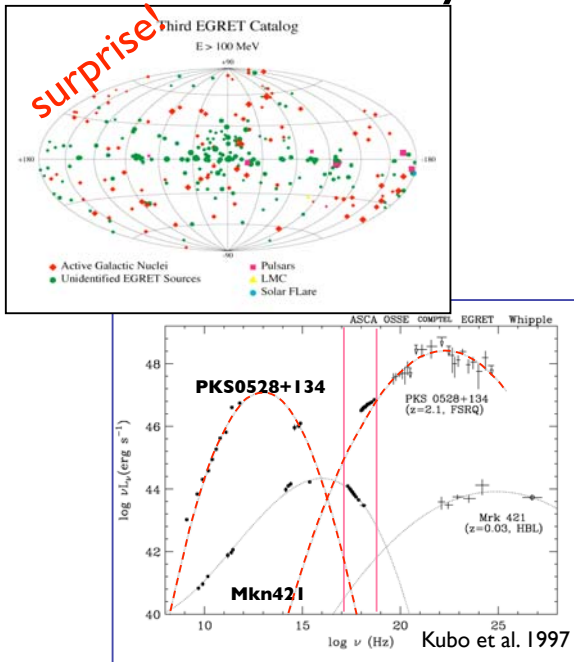 surprise!
Third EGRET Catalog
E > 100 MeV
+90
+180
-180
-90
Active Galactic Nuclei
Unidentified EGRET Sources
Pulsars
LMC
Solar FLare
ASCA OSSE COMPTEL EGRET Whipple
PKS0528+134
PKS 0528+134
(z=2.1, FSRQ)
Mrk 421
(z=0.03, HBL)
Mkn421
log νLν(erg s⁻¹)
48
46
44
42
40
10
15
20
25
log ν (Hz)
Kubo et al. 1997